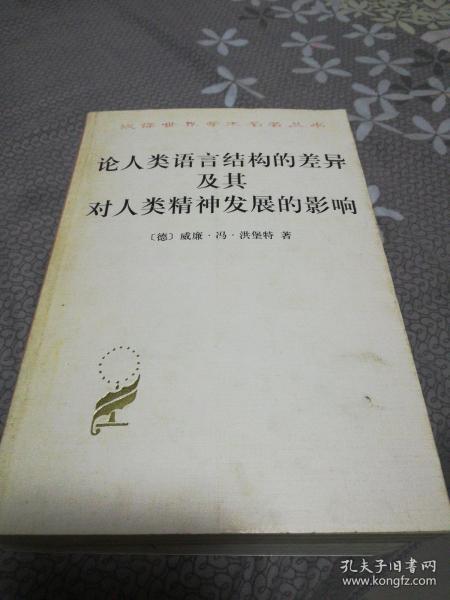 汉译世界学术名著丛书
论人类语言结构的差异
及其
对人类精神发展的影响
〔德〕威廉·冯·洪堡特 著
孔夫子旧书网
www.kongfz.com